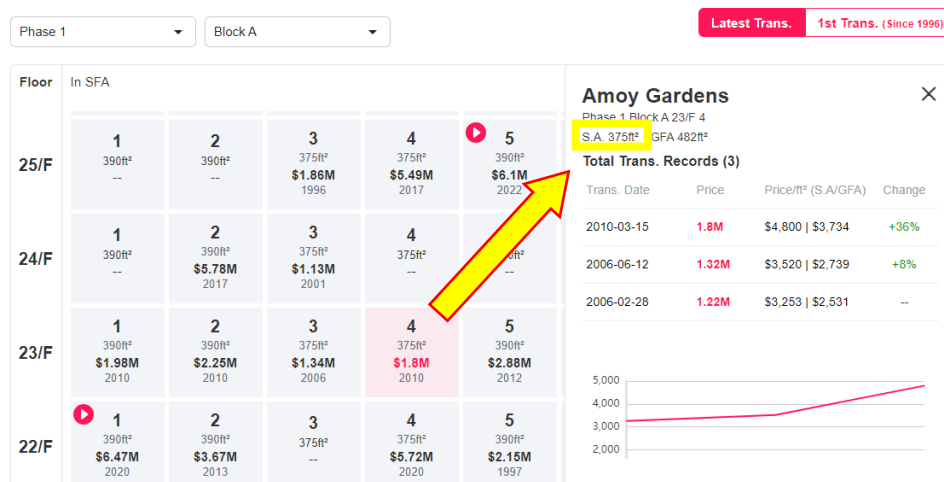 Phase 1
Block A
Latest Trans.
1st Trans. (Since 1996)
Floor
In SFA
25/F
1
390ft²
--
2
390ft²
--
3
375ft²
$1.86M
1996
4
375ft²
$5.49M
2017
5
390ft²
$6.1M
2022
24/F
1
390ft²
--
2
390ft²
$5.78M
2017
3
375ft²
$1.13M
2001
4
375ft²
--
ft²
--
23/F
1
390ft²
$1.98M
2010
2
390ft²
$2.25M
2010
3
375ft²
$1.34M
2006
4
375ft²
$1.8M
2010
5
390ft²
$2.88M
2012
22/F
1
390ft²
$6.47M
2020
2
390ft²
$3.67M
2013
3
375ft²
--
4
375ft²
$5.72M
2020
5
390ft²
$2.15M
1997
Amoy Gardens
Phase 1 Block A 23/F 4
S.A. 375ft² GFA 482ft²
Total Trans. Records (3)
Trans. Date Price Price/ft² (S.A/GFA) Change
2010-03-15 1.8M $4,800 | $3,734 +36%
2006-06-12 1.32M $3,520 | $2,739 +8%
2006-02-28 1.22M $3,253 | $2,531 --
5,000
4,000
3,000
2,000